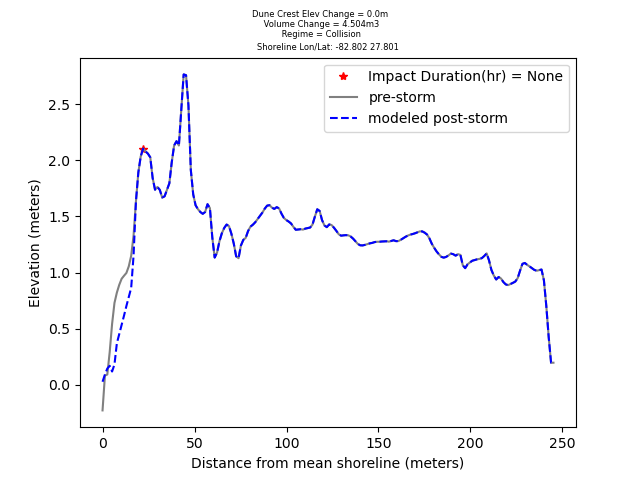 Dune Crest Elev Change = 0.0m
Volume Change = 4.504m3
Regime = Collision
Shoreline Lon/Lat: -82.802 27.801
Impact Duration(hr) = None
pre-storm
modeled post-storm
Elevation (meters)
2.5
2.0
1.5
1.0
0.5
0.0
0 50 100 150 200 250
Distance from mean shoreline (meters)